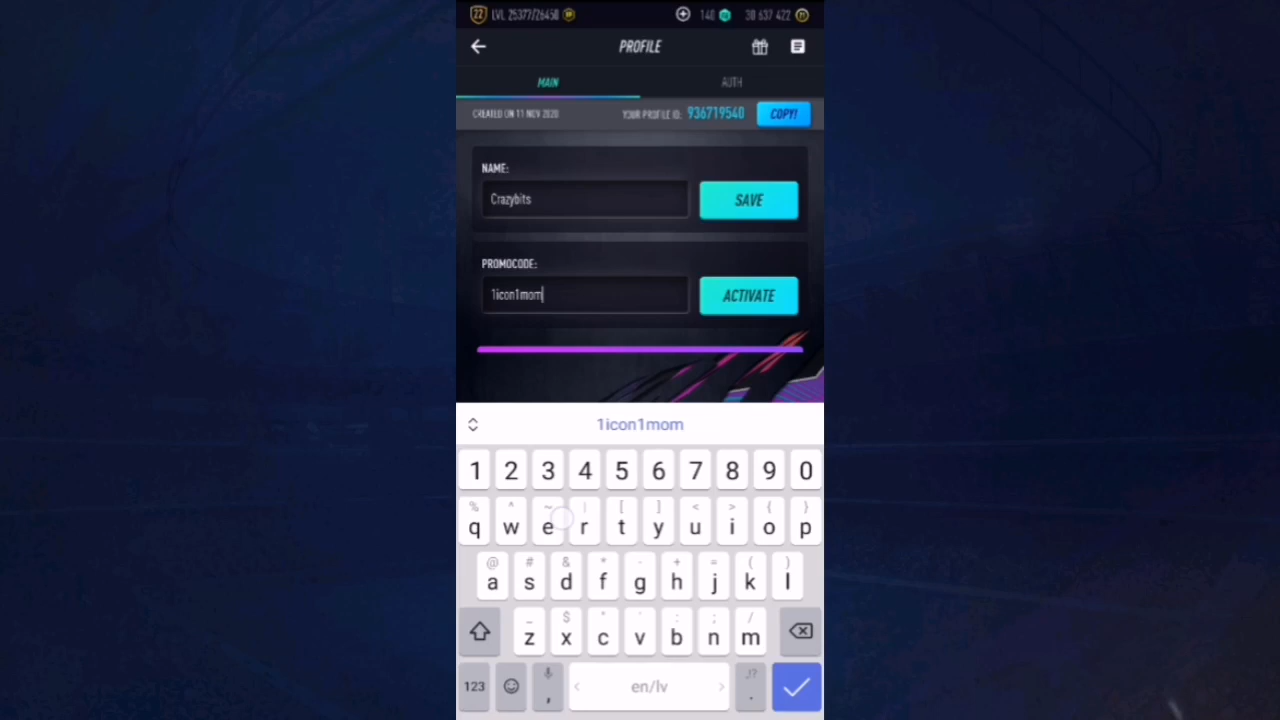 22 LVL 25377/26450 140 30 637 422
PROFILE
MAIN AUTH
CREATED ON 11 NOV 2020 YOUR PROFILE ID: 936719540 COPY!
NAME:
Crazybits SAVE
PROMOCODE:
1icon1mom ACTIVATE
1icon1mom
1 2 3 4 5 6 7 8 9 0
% ^ ~ | [ ] < > { }
q w e r t y u i o p
@ # & * - + = ( )
a s d f g h j k l
_ $ " ' : ; /
z x c v b n m
123 , < en/lv > ,!? .